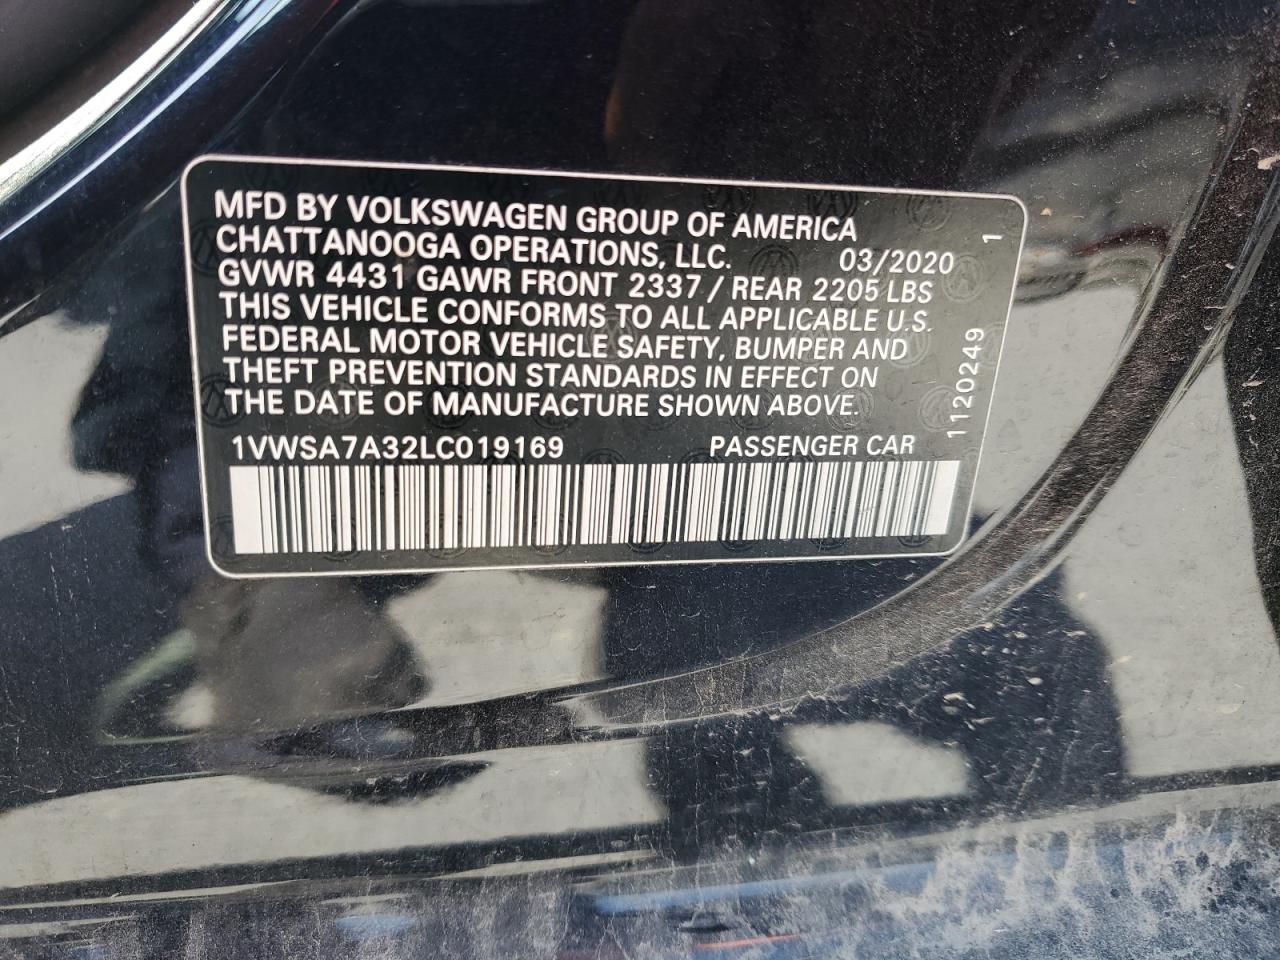 MFD BY VOLKSWAGEN GROUP OF AMERICA
CHATTANOOGA OPERATIONS, LLC. 03/2020
GVWR 4431 GAWR FRONT 2337 / REAR 2205 LBS
THIS VEHICLE CONFORMS TO ALL APPLICABLE U.S.
FEDERAL MOTOR VEHICLE SAFETY, BUMPER AND
THEFT PREVENTION STANDARDS IN EFFECT ON
THE DATE OF MANUFACTURE SHOWN ABOVE.
1VWSA7A32LC019169 PASSENGER CAR
1120249 1